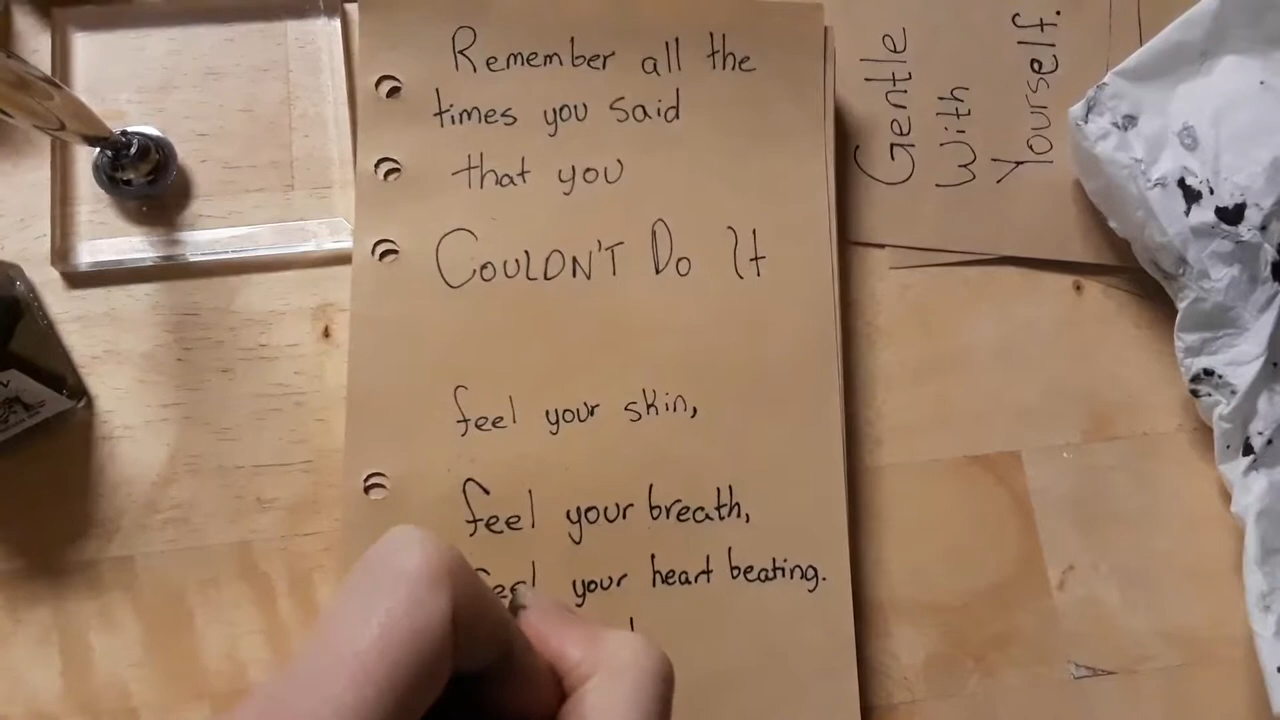 Remember all the
times you said
that you
COULDN'T Do It
feel your skin,
feel your breath,
feel your heart beating.
Gentle
With
Yourself.